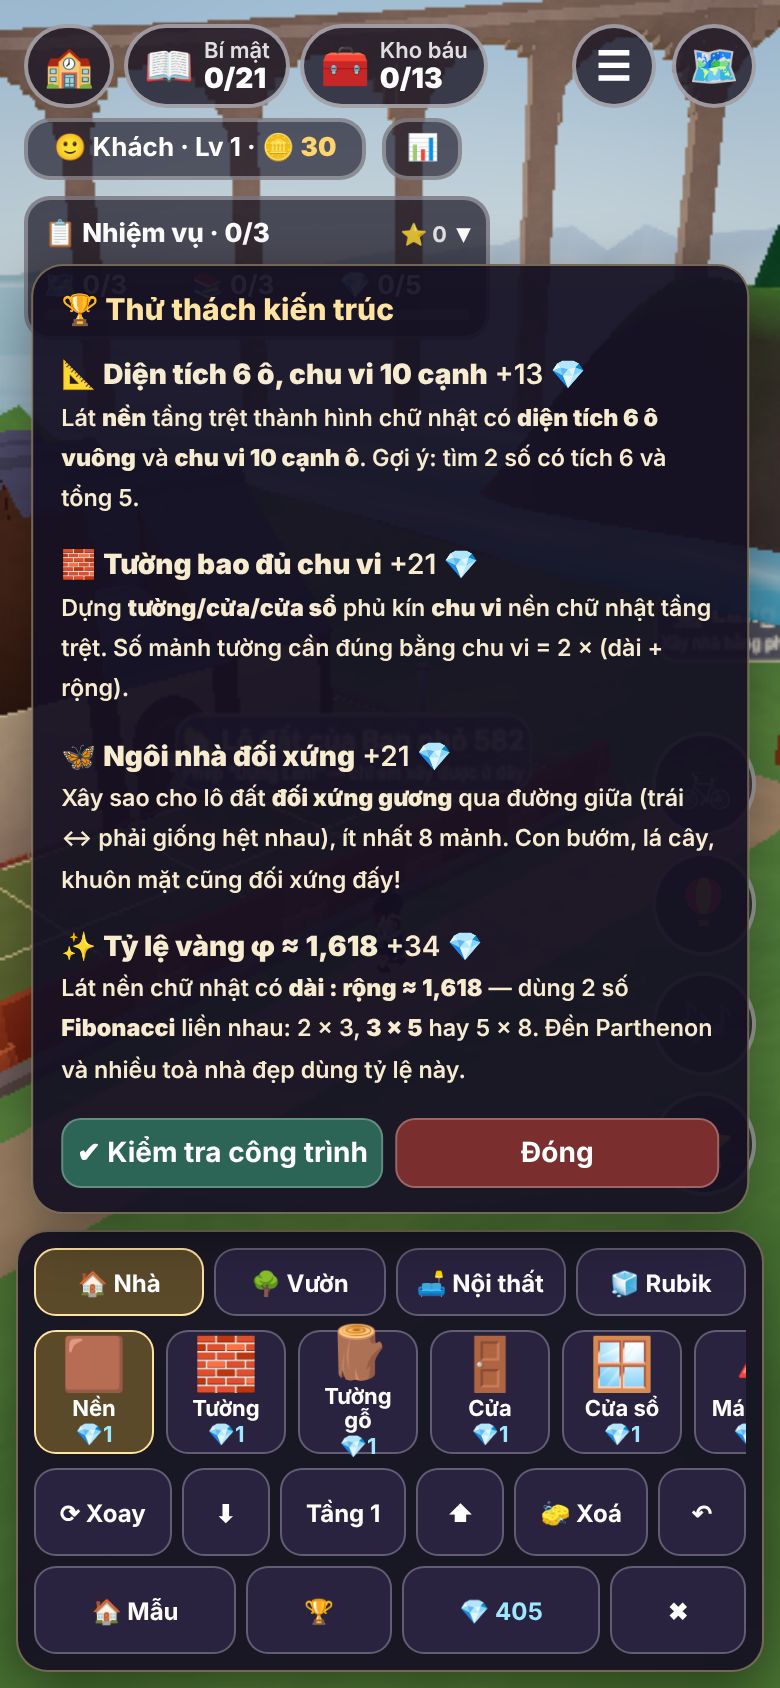 Bí mật
0/21
Kho báu
0/13
Khách · Lv 1 · 30
Nhiệm vụ · 0/3
0 ▼
0/3 0/3 0/5
Thử thách kiến trúc
Diện tích 6 ô, chu vi 10 cạnh +13
Lát nền tầng trệt thành hình chữ nhật có diện tích 6 ô
vuông và chu vi 10 cạnh ô. Gợi ý: tìm 2 số có tích 6 và
tổng 5.
Tường bao đủ chu vi +21
Dựng tường/cửa/cửa sổ phủ kín chu vi nền chữ nhật tầng
trệt. Số mảnh tường cần đúng bằng chu vi = 2 × (dài +
rộng).
Ngôi nhà đối xứng +21
Xây sao cho lô đất đối xứng gương qua đường giữa (trái
↔ phải giống hệt nhau), ít nhất 8 mảnh. Con bướm, lá cây,
khuôn mặt cũng đối xứng đấy!
Tỷ lệ vàng φ ≈ 1,618 +34
Lát nền chữ nhật có dài : rộng ≈ 1,618 — dùng 2 số
Fibonacci liền nhau: 2 × 3, 3 × 5 hay 5 × 8. Đền Parthenon
và nhiều toà nhà đẹp dùng tỷ lệ này.
✔ Kiểm tra công trình
Đóng
Nhà
Vườn
Nội thất
Rubik
Nền
1
Tường
1
Tường
gỗ
1
Cửa
1
Cửa sổ
1
Má
⟳ Xoay
⬇
Tầng 1
⬆
Xoá
↶
Mẫu
405
✖